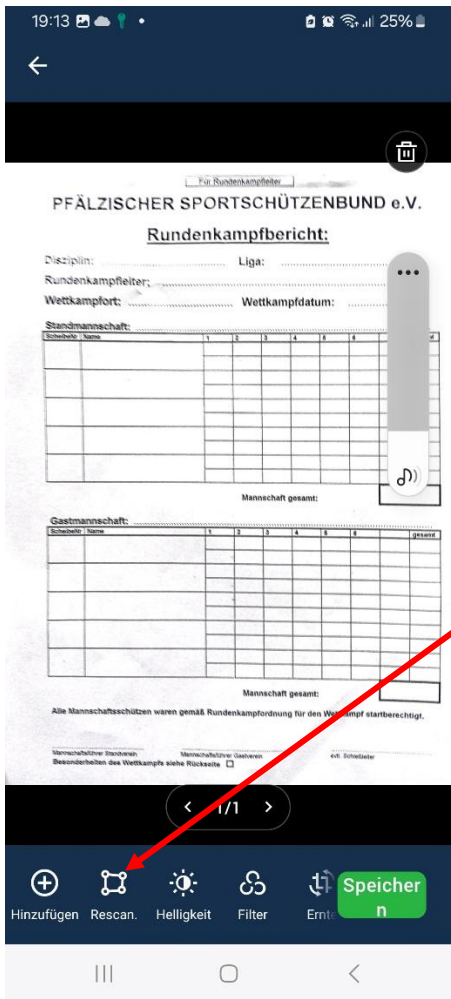 19:13 25%
Für Rundenkampfleiter
PFÄLZISCHER SPORTSCHÜTZENBUND e.V.
Rundenkampfbericht:
Disziplin: Liga:
Rundenkampfleiter:
Wettkampfort: Wettkampfdatum:
Standmannschaft:
ScheibeNr Name 1 2 3 4 5 6
Mannschaft gesamt:
Gastmannschaft:
ScheibeNr Name 1 2 3 4 5 6 gesamt
Mannschaft gesamt:
Alle Mannschaftsschützen waren gemäß Rundenkampfordnung für den Wettkampf startberechtigt.
Mannschaftsführer Standverein Mannschaftsführer Gastverein evtl. Schießleiter
Besonderheiten des Wettkampfs siehe Rückseite
1/1
Hinzufügen Rescan. Helligkeit Filter Ernte
Speicher
n